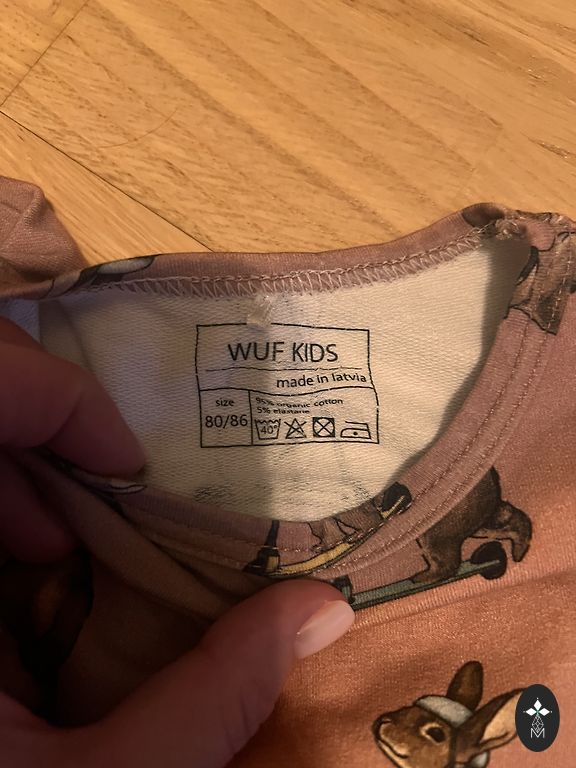 WUF KIDS
made in latvia
size
80/86
95% organic cotton
5% elastane
40°
M